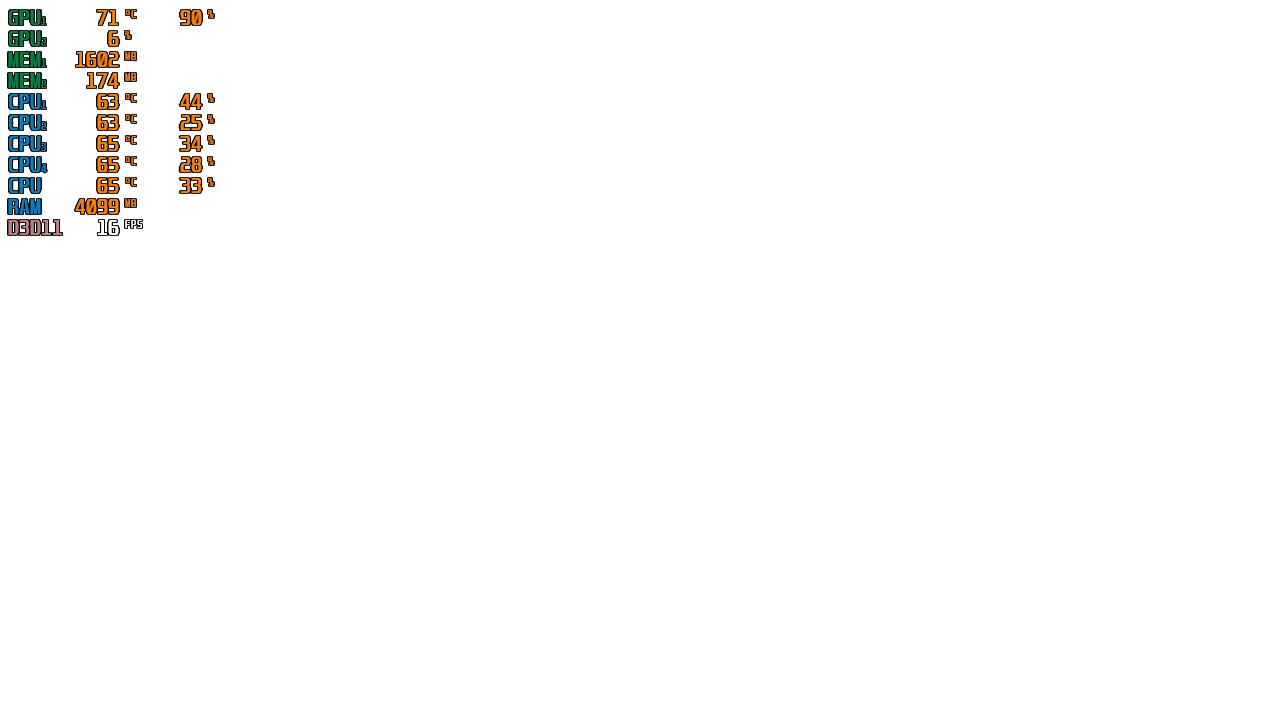 GPU1 71 °C 90 %
GPU2 6 %
MEM1 1602 MB
MEM2 174 MB
CPU1 63 °C 44 %
CPU2 63 °C 25 %
CPU3 65 °C 34 %
CPU4 65 °C 28 %
CPU 65 °C 33 %
RAM 4099 MB
D3D11 16 FPS